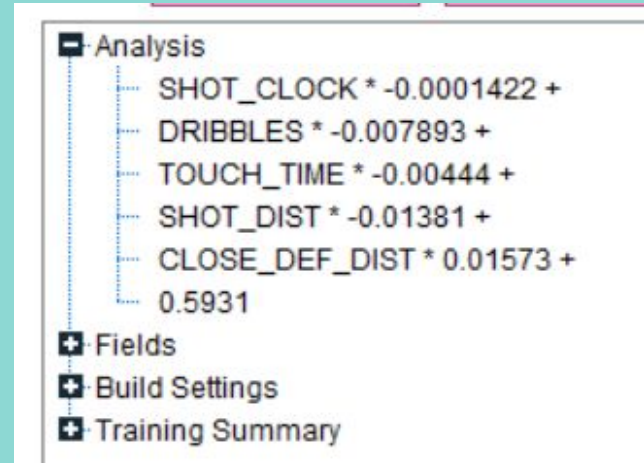 Analysis
SHOT_CLOCK * -0.0001422 +
DRIBBLES * -0.007893 +
TOUCH_TIME * -0.00444 +
SHOT_DIST * -0.01381 +
CLOSE_DEF_DIST * 0.01573 +
0.5931
Fields
Build Settings
Training Summary